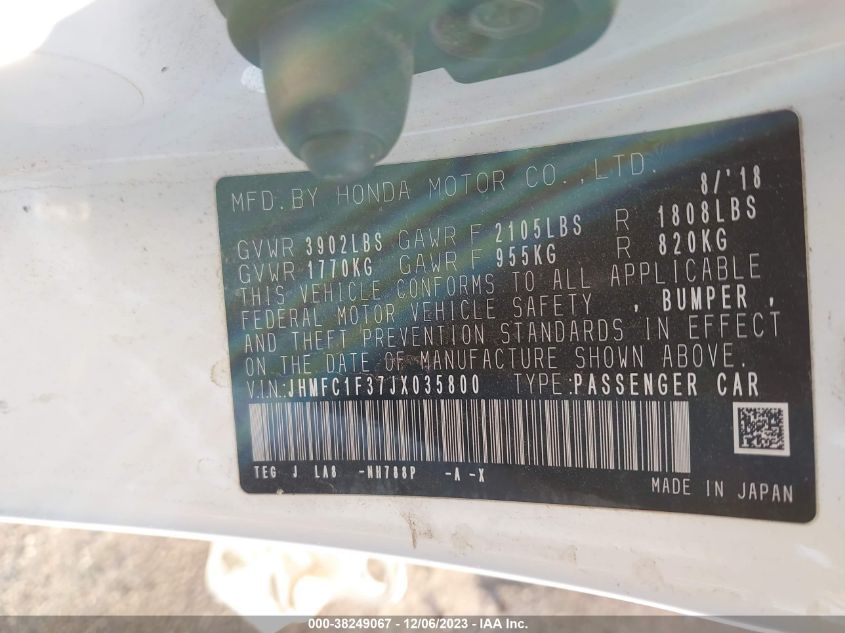 MFD. BY HONDA MOTOR CO., LTD. 8/'18
GVWR 3902LBS GAWR F 2105LBS R 1808LBS
GVWR 1770KG GAWR F 955KG R 820KG
THIS VEHICLE CONFORMS TO ALL APPLICABLE
FEDERAL MOTOR VEHICLE SAFETY , BUMPER ,
AND THEFT PREVENTION STANDARDS IN EFFECT
ON THE DATE OF MANUFACTURE SHOWN ABOVE.
V.I.N.: JHMFC1F37JX035800 TYPE:PASSENGER CAR
TEG J LA8 -NH788P -A -X
MADE IN JAPAN
000-38249067 - 12/06/2023 - IAA Inc.